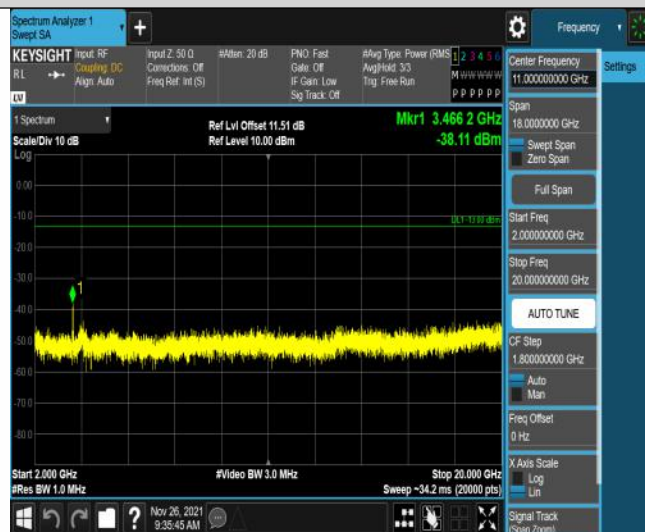 Spectrum Analyzer 1
Swept SA
Frequency
KEYSIGHT
RL
LVI
Input: RF
Coupling: DC
Align: Auto
Input Z: 50 Ω
Corrections: Off
Freq Ref: Int (S)
#Atten: 20 dB
PNO: Fast
Gate: Off
IF Gain: Low
Sig Track: Off
#Avg Type: Power (RMS
Avg|Hold: 3/3
Trig: Free Run
1 2 3 4 5 6
M W W W W W
P P P P P P
Center Frequency
11.000000000 GHz
Settings
Span
18.0000000 GHz
Swept Span
Zero Span
Full Span
Start Freq
2.000000000 GHz
Stop Freq
20.000000000 GHz
AUTO TUNE
CF Step
1.800000000 GHz
Auto
Man
Freq Offset
0 Hz
X Axis Scale
Log
Lin
Signal Track
(Span Zoom)
1 Spectrum
Scale/Div 10 dB
Log
Ref Lvl Offset 11.51 dB
Ref Level 10.00 dBm
Mkr1 3.466 2 GHz
-38.11 dBm
0.00
-10.0
DL1 -13.00 dBm
-20.0
-30.0
1
-40.0
-50.0
-60.0
-70.0
-80.0
Start 2.000 GHz
#Res BW 1.0 MHz
#Video BW 3.0 MHz
Stop 20.000 GHz
Sweep ~34.2 ms (20000 pts)
?
Nov 26, 2021
9:35:45 AM